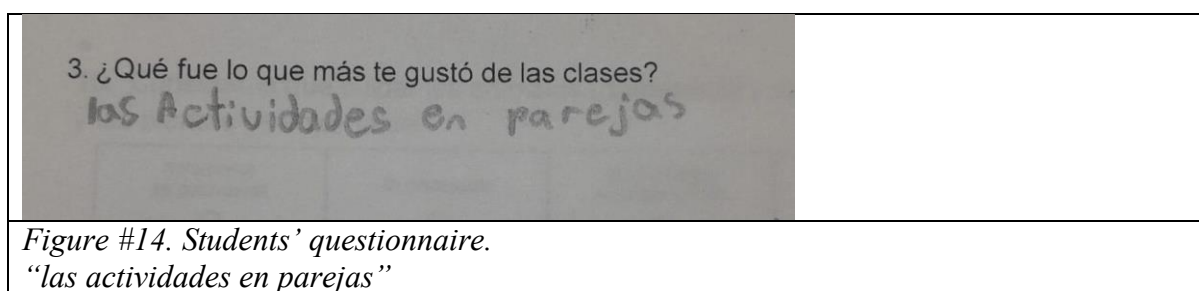 3. ¿Qué fue lo que más te gustó de las clases?
las Actividades en parejas
Figure #14. Students’ questionnaire.
“las actividades en parejas”